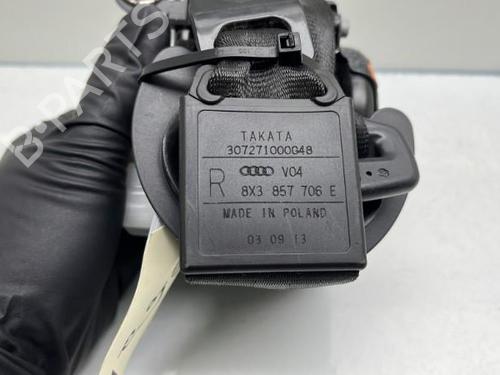 B-PARTS
TAKATA
307271000G48
V04
R 8X3 857 706 E
MADE IN POLAND
03 09 13